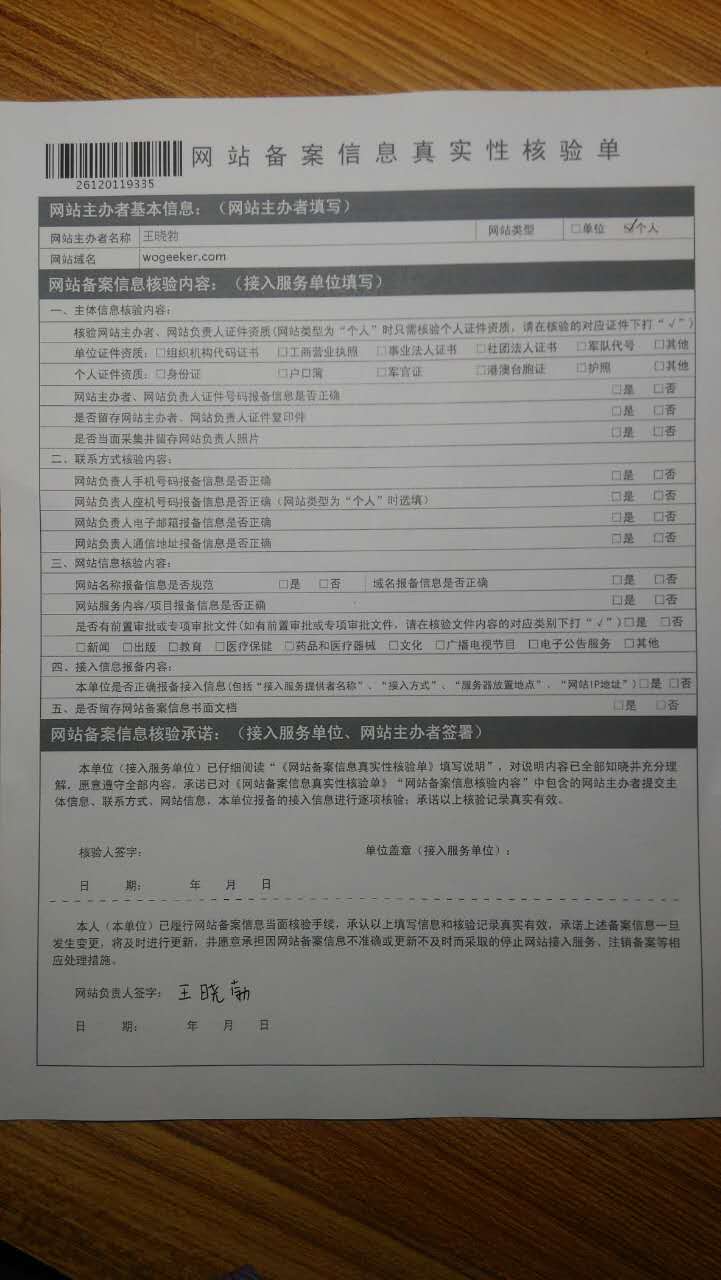 网站备案信息真实性核验单
26120119335
网站主办者基本信息：（网站主办者填写）
网站主办者名称 王晓勃 网站类型 □单位 ☑个人
网站域名 wogeeker.com
网站备案信息核验内容：（接入服务单位填写）
一、主体信息核验内容：
核验网站主办者、网站负责人证件资质(网站类型为“个人”时只需核验个人证件资质，请在核验的对应证件下打“√”)
单位证件资质：□组织机构代码证书 □工商营业执照 □事业法人证书 □社团法人证书 □军队代号 □其他
个人证件资质：□身份证 □户口簿 □军官证 □港澳台胞证 □护照 □其他
网站主办者、网站负责人证件号码报备信息是否正确 □是 □否
是否留存网站主办者、网站负责人证件复印件 □是 □否
是否当面采集并留存网站负责人照片 □是 □否
二、联系方式核验内容：
网站负责人手机号码报备信息是否正确 □是 □否
网站负责人座机号码报备信息是否正确（网站类型为“个人”时选填） □是 □否
网站负责人电子邮箱报备信息是否正确 □是 □否
网站负责人通信地址报备信息是否正确 □是 □否
三、网站信息核验内容：
网站名称报备信息是否规范 □是 □否 域名报备信息是否正确 □是 □否
网站服务内容/项目报备信息是否正确 □是 □否
是否有前置审批或专项审批文件(如有前置审批或专项审批文件，请在核验文件内容的对应类别下打“√”) □是 □否
□新闻 □出版 □教育 □医疗保健 □药品和医疗器械 □文化 □广播电视节目 □电子公告服务 □其他
四、接入信息报备内容：
本单位是否正确报备接入信息(包括“接入服务提供者名称”、“接入方式”、“服务器放置地点”、“网站IP地址”) □是 □否
五、是否留存网站备案信息书面文档 □是 □否
网站备案信息核验承诺：（接入服务单位、网站主办者签署）
本单位（接入服务单位）已仔细阅读“《网站备案信息真实性核验单》填写说明”，对说明内容已全部知晓并充分理
解，愿意遵守全部内容，承诺已对《网站备案信息真实性核验单》“网站备案信息核验内容”中包含的网站主办者提交主
体信息、联系方式、网站信息，本单位报备的接入信息进行逐项核验；承诺以上核验记录真实有效。
核验人签字： 单位盖章（接入服务单位）：
日 期： 年 月 日
本人（本单位）已履行网站备案信息当面核验手续，承认以上填写信息和核验记录真实有效，承诺上述备案信息一旦
发生变更，将及时进行更新，并愿意承担因网站备案信息不准确或更新不及时而采取的停止网站接入服务、注销备案等相
应处理措施。
网站负责人签字： 王晓勃
日 期： 年 月 日